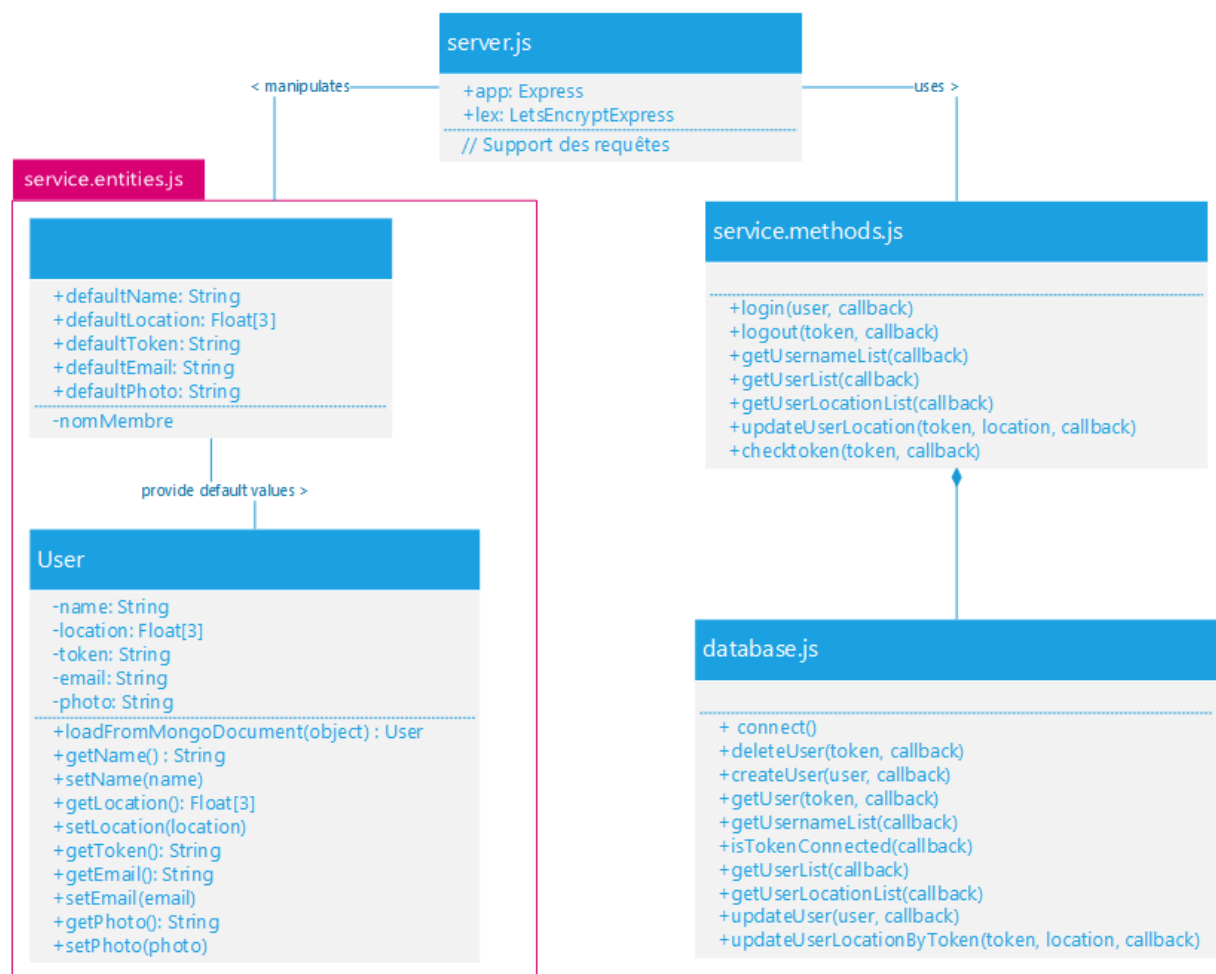 server.js
+app: Express
+lex: LetsEncryptExpress
// Support des requêtes
< manipulates
uses >
service.entities.js
+defaultName: String
+defaultLocation: Float[3]
+defaultToken: String
+defaultEmail: String
+defaultPhoto: String
-nomMembre
provide default values >
User
-name: String
-location: Float[3]
-token: String
-email: String
-photo: String
+loadFromMongoDocument(object) : User
+getName() : String
+setName(name)
+getLocation(): Float[3]
+setLocation(location)
+getToken(): String
+getEmail(): String
+setEmail(email)
+getPhoto(): String
+setPhoto(photo)
service.methods.js
+login(user, callback)
+logout(token, callback)
+getUsernameList(callback)
+getUserList(callback)
+getUserLocationList(callback)
+updateUserLocation(token, location, callback)
+checktoken(token, callback)
database.js
+ connect()
+deleteUser(token, callback)
+createUser(user, callback)
+getUser(token, callback)
+getUsernameList(callback)
+isTokenConnected(callback)
+getUserList(callback)
+getUserLocationList(callback)
+updateUser(user, callback)
+updateUserLocationByToken(token, location, callback)